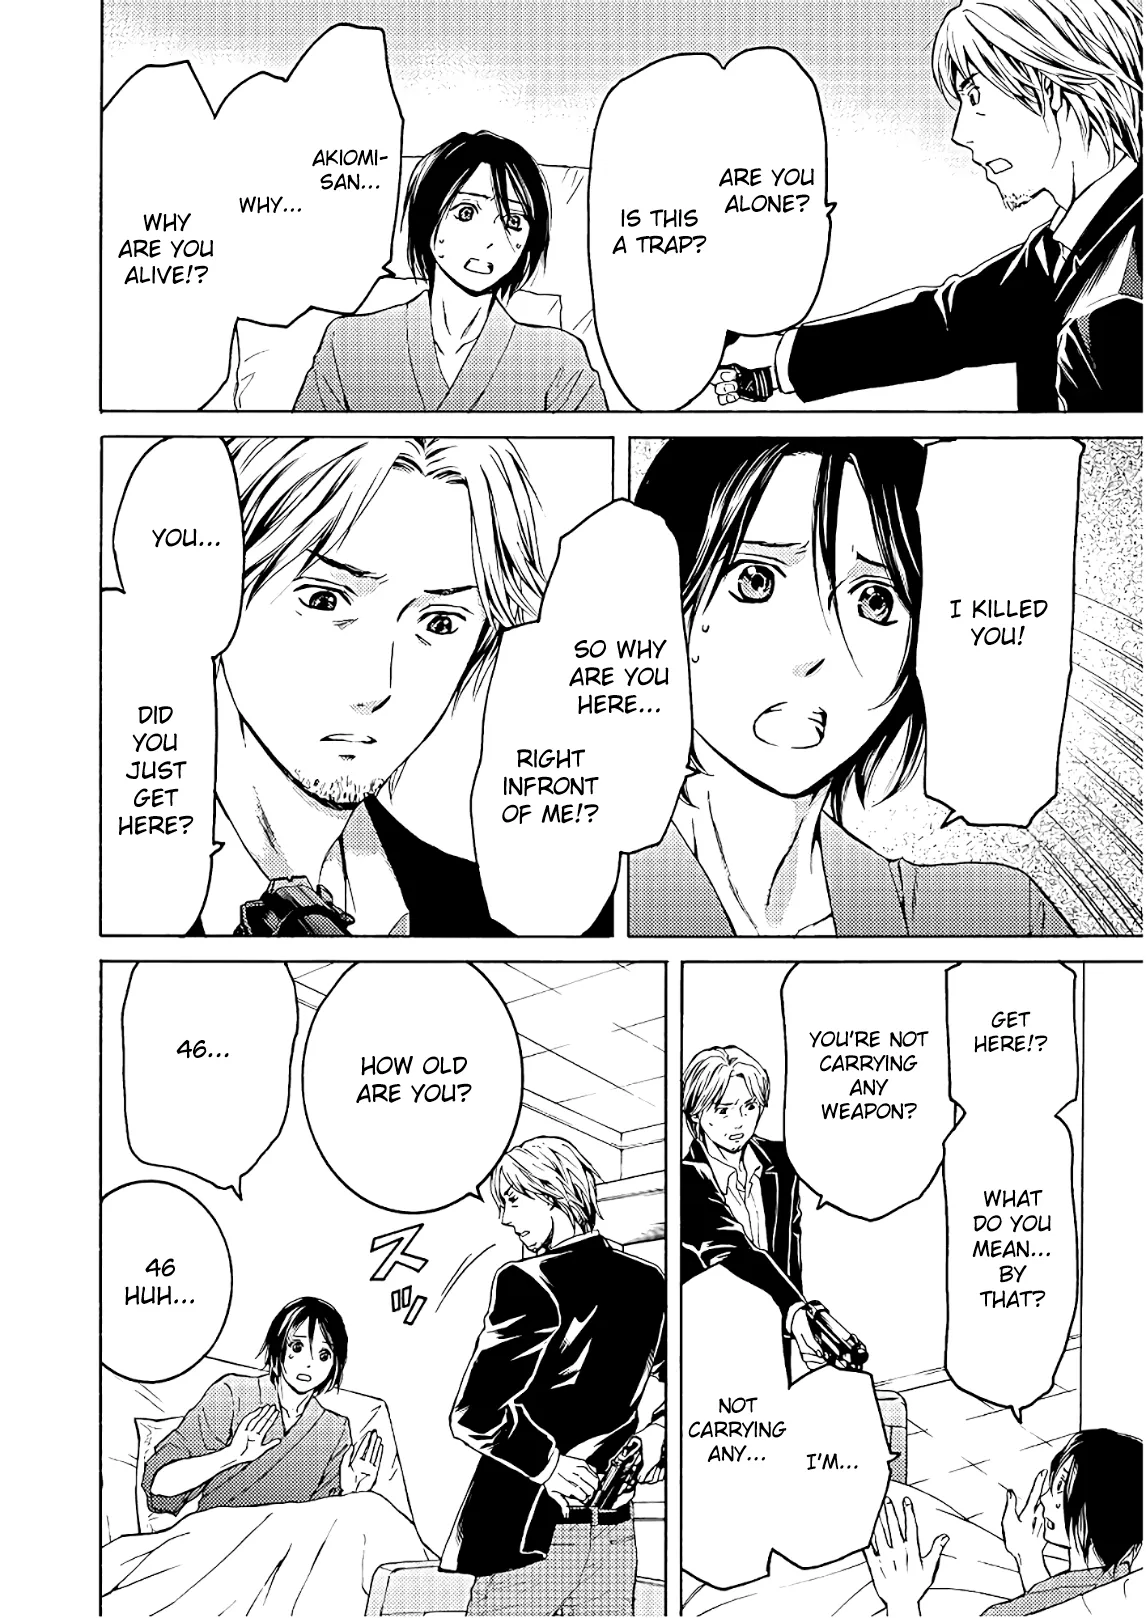 ARE YOU
ALONE?
IS THIS
A TRAP?
AKIOMI-
SAN...
WHY...
WHY
ARE YOU
ALIVE!?
I KILLED
YOU!
SO WHY
ARE YOU
HERE...
RIGHT
INFRONT
OF ME!?
YOU...
DID
YOU
JUST
GET
HERE?
GET
HERE!?
WHAT
DO YOU
MEAN...
BY
THAT?
YOU'RE NOT
CARRYING
ANY
WEAPON?
I'M...
NOT
CARRYING
ANY...
HOW OLD
ARE YOU?
46...
46
HUH...
スッ